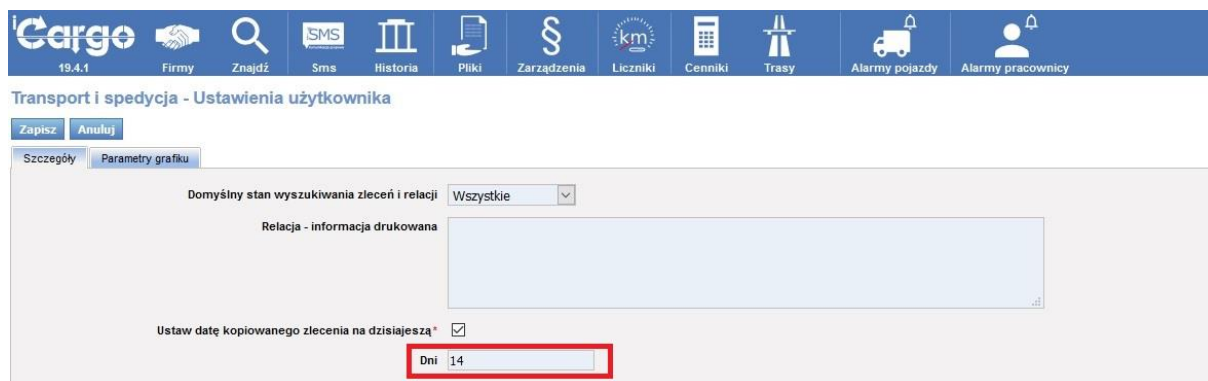 iCargo
19.4.1
Firmy
Znajdź
SMS
Sms
Historia
Pliki
§
Zarządzenia
km
Liczniki
Cenniki
Trasy
Alarmy pojazdy
Alarmy pracownicy
Transport i spedycja - Ustawienia użytkownika
Zapisz Anuluj
Szczegóły Parametry grafiku
Domyślny stan wyszukiwania zleceń i relacji Wszystkie
Relacja - informacja drukowana
Ustaw datę kopiowanego zlecenia na dzisiajeszą*
Dni 14